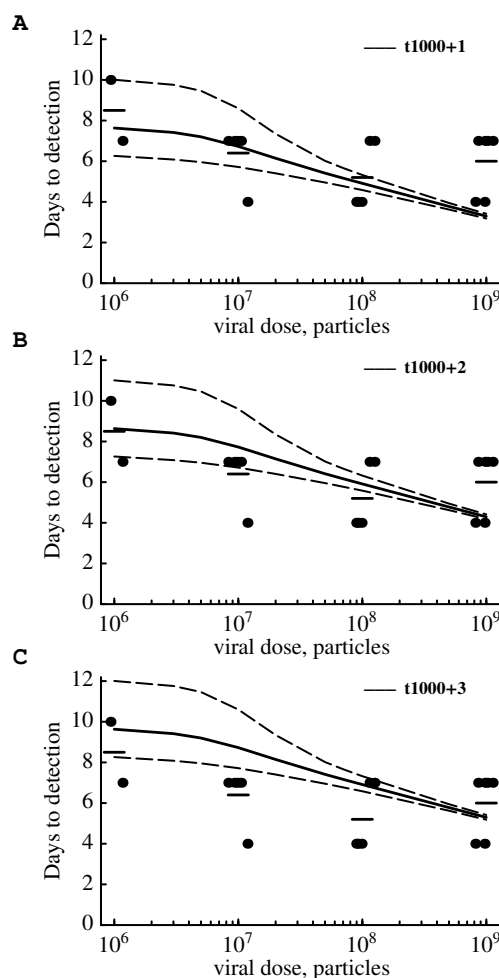 A
t1000+1
Days to detection
12
10
8
6
4
2
0
10^6 10^7 10^8 10^9
viral dose, particles
B
t1000+2
Days to detection
12
10
8
6
4
2
0
10^6 10^7 10^8 10^9
viral dose, particles
C
t1000+3
Days to detection
12
10
8
6
4
2
0
10^6 10^7 10^8 10^9
viral dose, particles